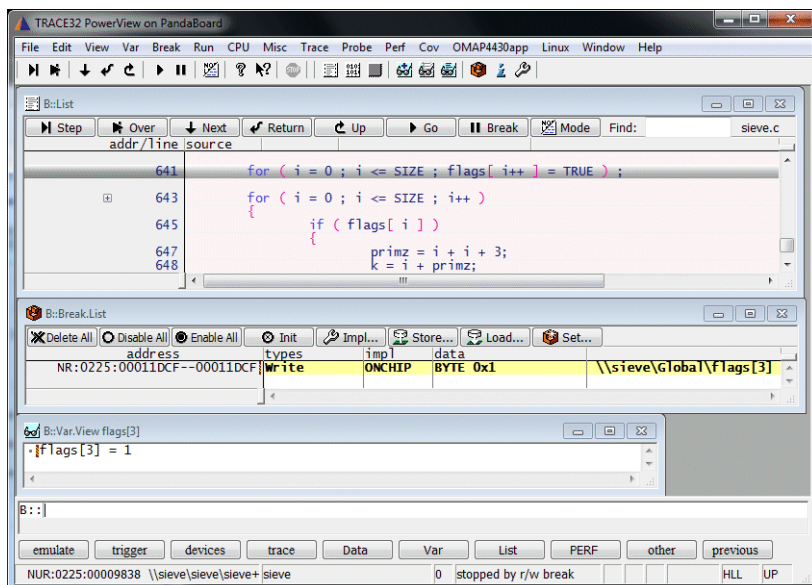 TRACE32 PowerView on PandaBoard
File Edit View Var Break Run CPU Misc Trace Probe Perf Cov OMAP4430app Linux Window Help
B::List
Step Over Next Return Up Go Break Mode Find: sieve.c
addr/line source
641 for ( i = 0 ; i <= SIZE ; flags[ i++ ] = TRUE ) ;
643 for ( i = 0 ; i <= SIZE ; i++ )
{
645 if ( flags[ i ] )
{
647 primz = i + i + 3;
648 k = i + primz;
B::Break.List
Delete All Disable All Enable All Init Impl... Store... Load... Set...
address types impl data
NR:0225:00011DCF--00011DCF Write ONCHIP BYTE 0x1 \\sieve\Global\flags[3]
B::Var.View flags[3]
flags[3] = 1
B::
emulate trigger devices trace Data Var List PERF other previous
NUR:0225:00009838 \\sieve\sieve\sieve+ sieve 0 stopped by r/w break HLL UP